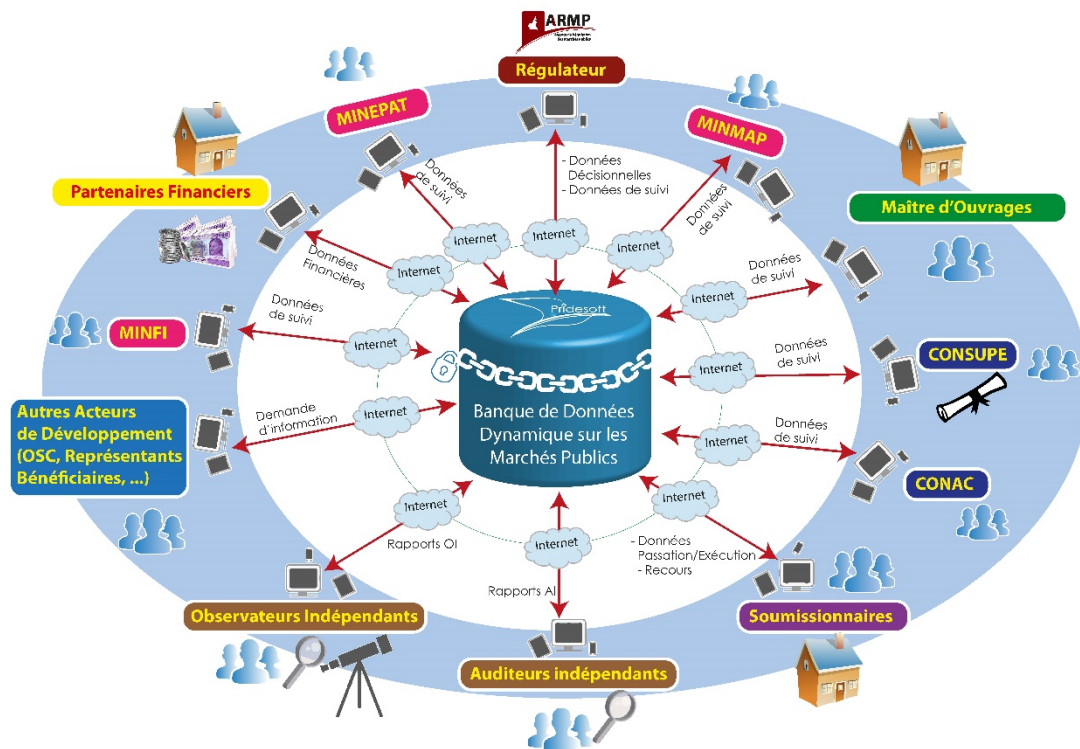 ARMP
Régulateur
MINEPAT
MINMAP
Partenaires Financiers
Maître d'Ouvrages
MINFI
CONSUPE
Autres Acteurs
de Développement
(OSC, Représentants
Bénéficiaires, ...)
CONAC
Observateurs Indépendants
Auditeurs indépendants
Soumissionnaires
- Données
Décisionnelles
- Données de suivi
Données
de suivi
Données
de suivi
Données
Financières
Données
de suivi
Données
de suivi
Données
de suivi
Demande
d'information
Données
de suivi
Rapports OI
Rapports AI
- Données
Passation/Exécution
- Recours
Internet
Internet
Internet
Internet
Internet
Internet
Internet
Internet
Internet
Internet
Internet
Internet
Pridesoft
Banque de Données
Dynamique sur les
Marchés Publics